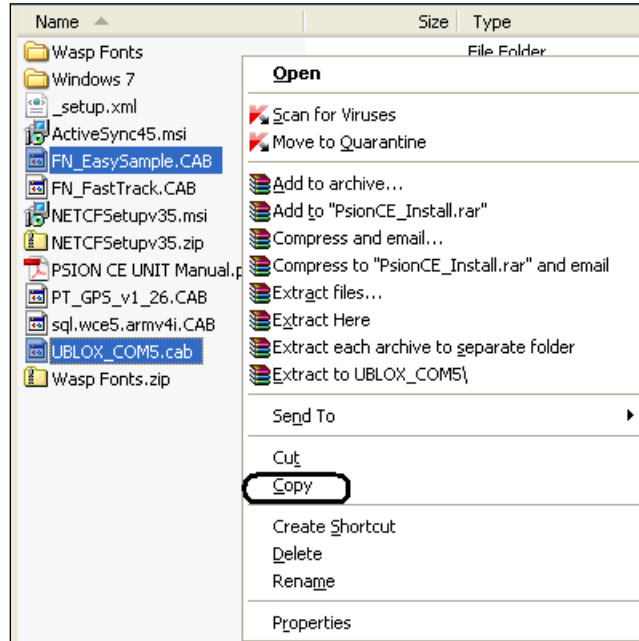 Name Size Type
Wasp Fonts File Folder
Windows 7
_setup.xml
ActiveSync45.msi
FN_EasySample.CAB
FN_FastTrack.CAB
NETCFSetupv35.msi
NETCFSetupv35.zip
PSION CE UNIT Manual.p
PT_GPS_v1_26.CAB
sql.wce5.armv4i.CAB
UBLOX_COM5.cab
Wasp Fonts.zip
Open
Scan for Viruses
Move to Quarantine
Add to archive...
Add to "PsionCE_Install.rar"
Compress and email...
Compress to "PsionCE_Install.rar" and email
Extract files...
Extract Here
Extract each archive to separate folder
Extract to UBLOX_COM5\
Send To
Cut
Copy
Create Shortcut
Delete
Rename
Properties